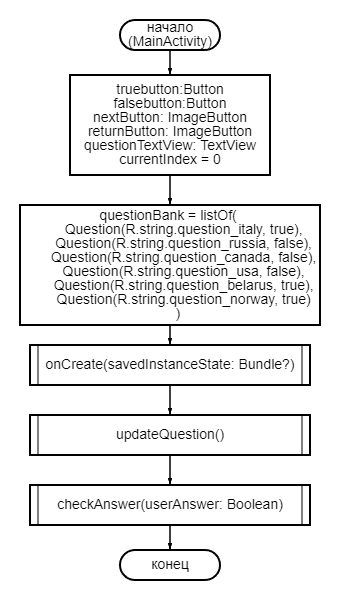 начало
(MainActivity)
truebutton:Button
falsebutton:Button
nextButton: ImageButton
returnButton: ImageButton
questionTextView: TextView
currentIndex = 0
questionBank = listOf(
Question(R.string.question_italy, true),
Question(R.string.question_russia, false),
Question(R.string.question_canada, false),
Question(R.string.question_usa, false),
Question(R.string.question_belarus, true),
Question(R.string.question_norway, true)
)
onCreate(savedInstanceState: Bundle?)
updateQuestion()
checkAnswer(userAnswer: Boolean)
конец